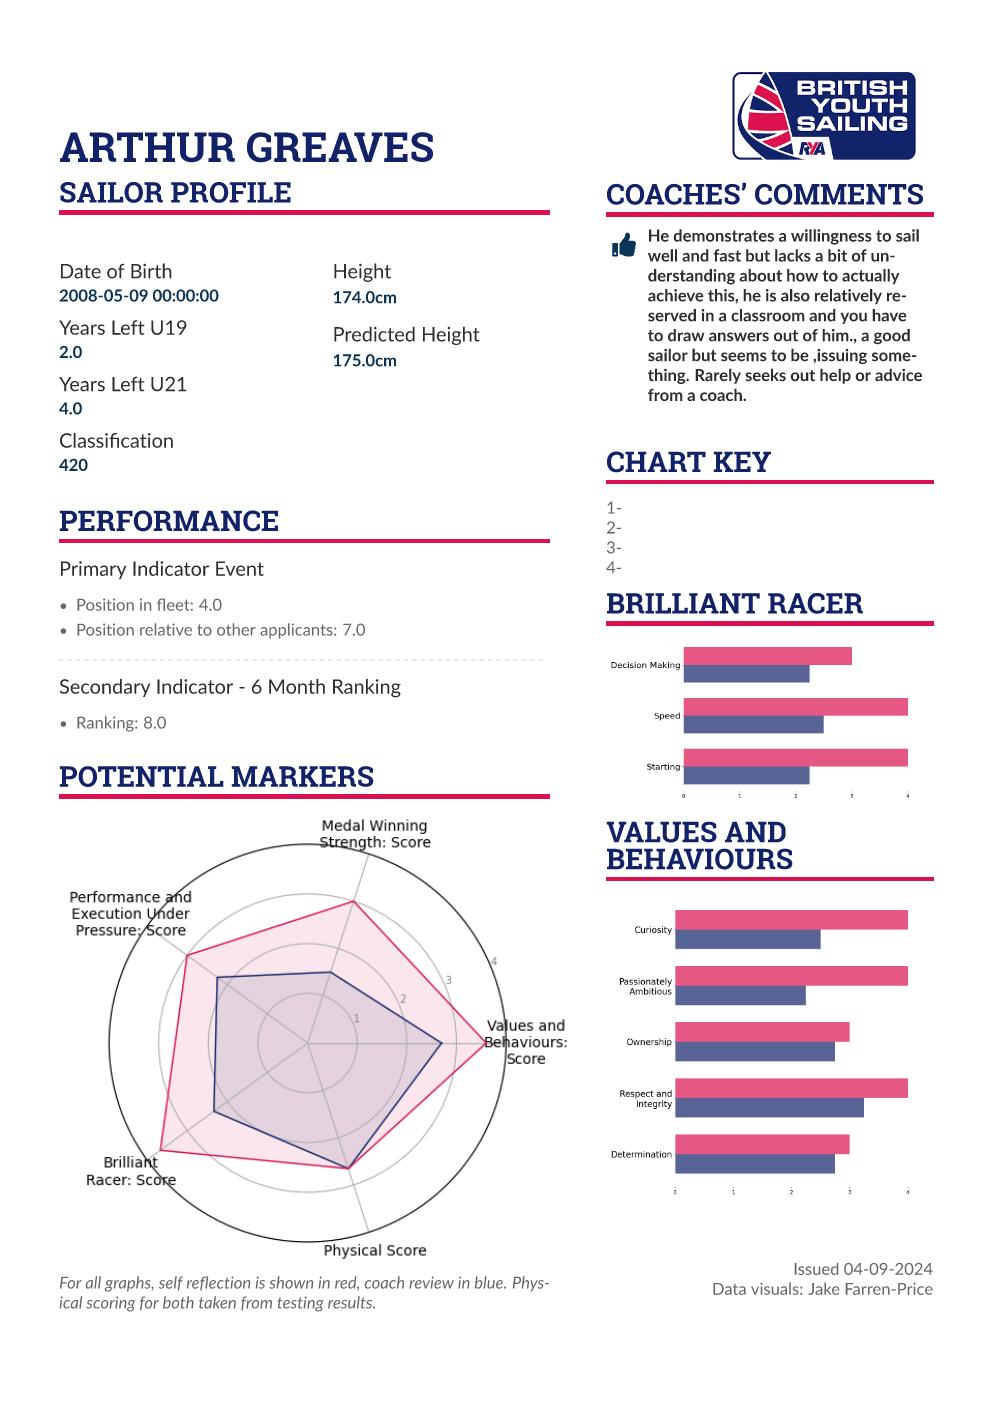 BRITISH
YOUTH
SAILING
RYA
ARTHUR GREAVES
SAILOR PROFILE
Date of Birth
2008-05-09 00:00:00
Years Left U19
2.0
Years Left U21
4.0
Classification
420
Height
174.0cm
Predicted Height
175.0cm
PERFORMANCE
Primary Indicator Event
• Position in fleet: 4.0
• Position relative to other applicants: 7.0
Secondary Indicator - 6 Month Ranking
• Ranking: 8.0
POTENTIAL MARKERS
Medal Winning
Strength: Score
Performance and
Execution Under
Pressure: Score
4
3
2
1
Values and
Behaviours:
Score
Brilliant
Racer: Score
Physical Score
For all graphs, self reflection is shown in red, coach review in blue. Phys-
ical scoring for both taken from testing results.
COACHES' COMMENTS
He demonstrates a willingness to sail
well and fast but lacks a bit of un-
derstanding about how to actually
achieve this, he is also relatively re-
served in a classroom and you have
to draw answers out of him., a good
sailor but seems to be ,issuing some-
thing. Rarely seeks out help or advice
from a coach.
CHART KEY
1-
2-
3-
4-
BRILLIANT RACER
Decision Making
Speed
Starting
0 1 2 3 4
VALUES AND
BEHAVIOURS
Curiosity
Passionately
Ambitious
Ownership
Respect and
Integrity
Determination
0 1 2 3 4
Issued 04-09-2024
Data visuals: Jake Farren-Price